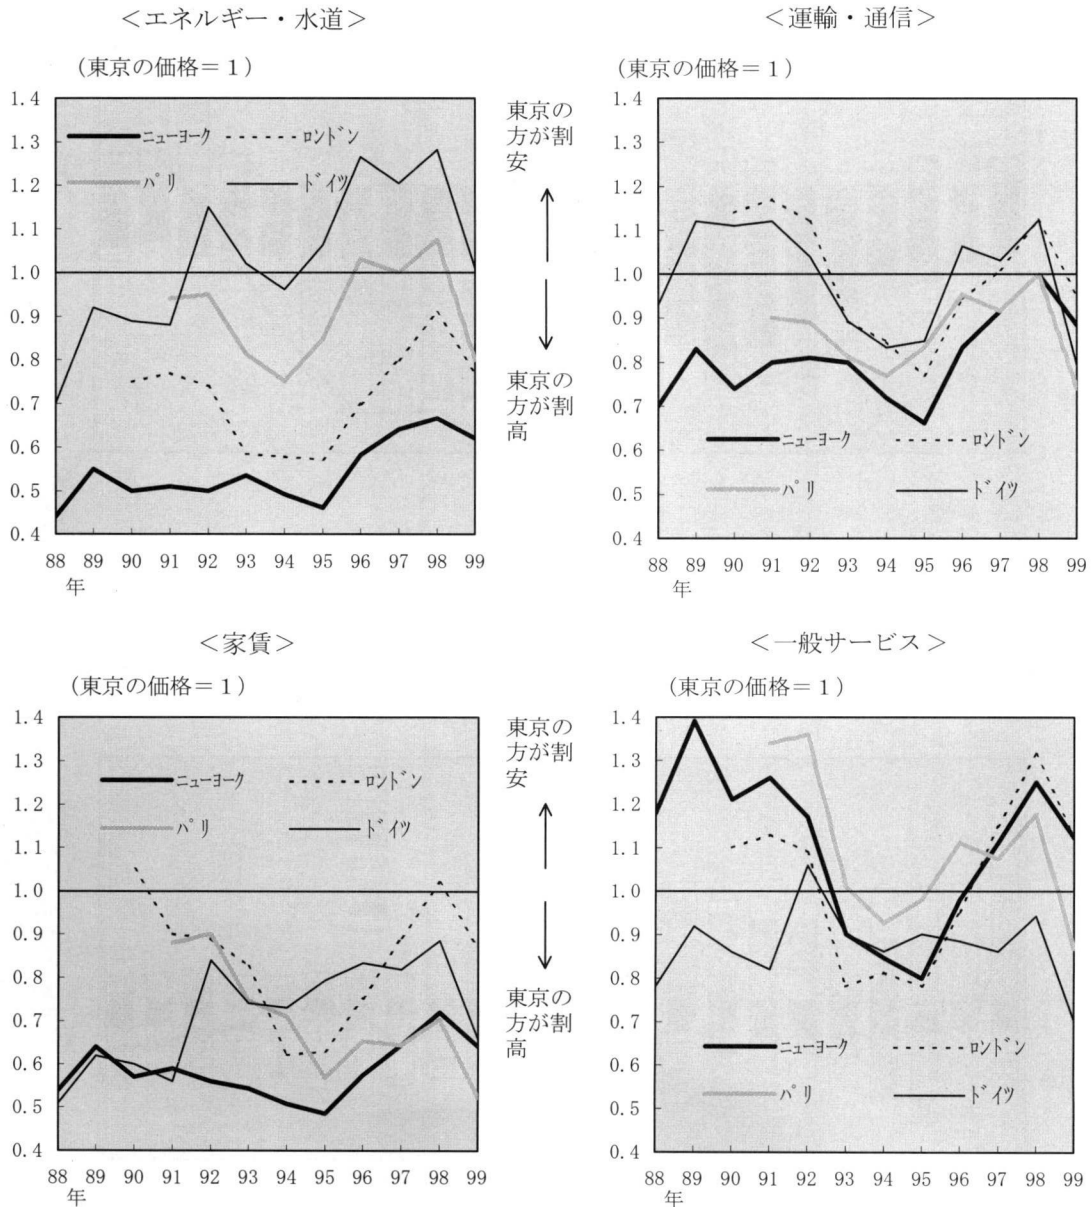 ＜エネルギー・水道＞
（東京の価格＝１）
1.4
1.3
1.2
1.1
1.0
0.9
0.8
0.7
0.6
0.5
0.4
ニューヨーク
ロンドン
パリ
ドイツ
88 89 90 91 92 93 94 95 96 97 98 99
年
東京の
方が割
安
東京の
方が割
高
＜運輸・通信＞
（東京の価格＝１）
1.4
1.3
1.2
1.1
1.0
0.9
0.8
0.7
0.6
0.5
0.4
ニューヨーク
ロンドン
パリ
ドイツ
88 89 90 91 92 93 94 95 96 97 98 99
年
＜家賃＞
（東京の価格＝１）
1.4
1.3
1.2
1.1
1.0
0.9
0.8
0.7
0.6
0.5
0.4
ニューヨーク
ロンドン
パリ
ドイツ
88 89 90 91 92 93 94 95 96 97 98 99
年
東京の
方が割
安
東京の
方が割
高
＜一般サービス＞
（東京の価格＝１）
1.4
1.3
1.2
1.1
1.0
0.9
0.8
0.7
0.6
0.5
0.4
ニューヨーク
ロンドン
パリ
ドイツ
88 89 90 91 92 93 94 95 96 97 98 99
年